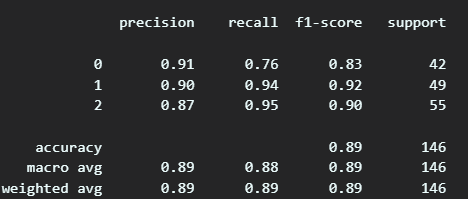 precision recall f1-score support
0 0.91 0.76 0.83 42
1 0.90 0.94 0.92 49
2 0.87 0.95 0.90 55
accuracy 0.89 146
macro avg 0.89 0.88 0.89 146
weighted avg 0.89 0.89 0.89 146